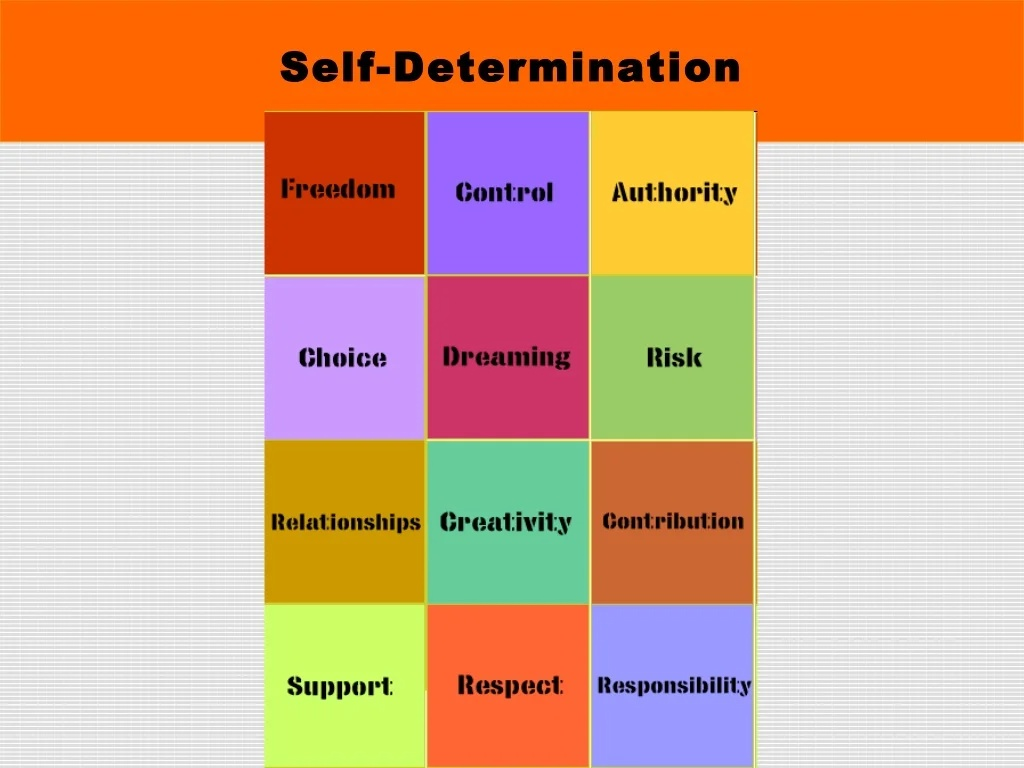 Self-Determination
Freedom Control Authority
Choice Dreaming Risk
Relationships Creativity Contribution
Support Respect Responsibility